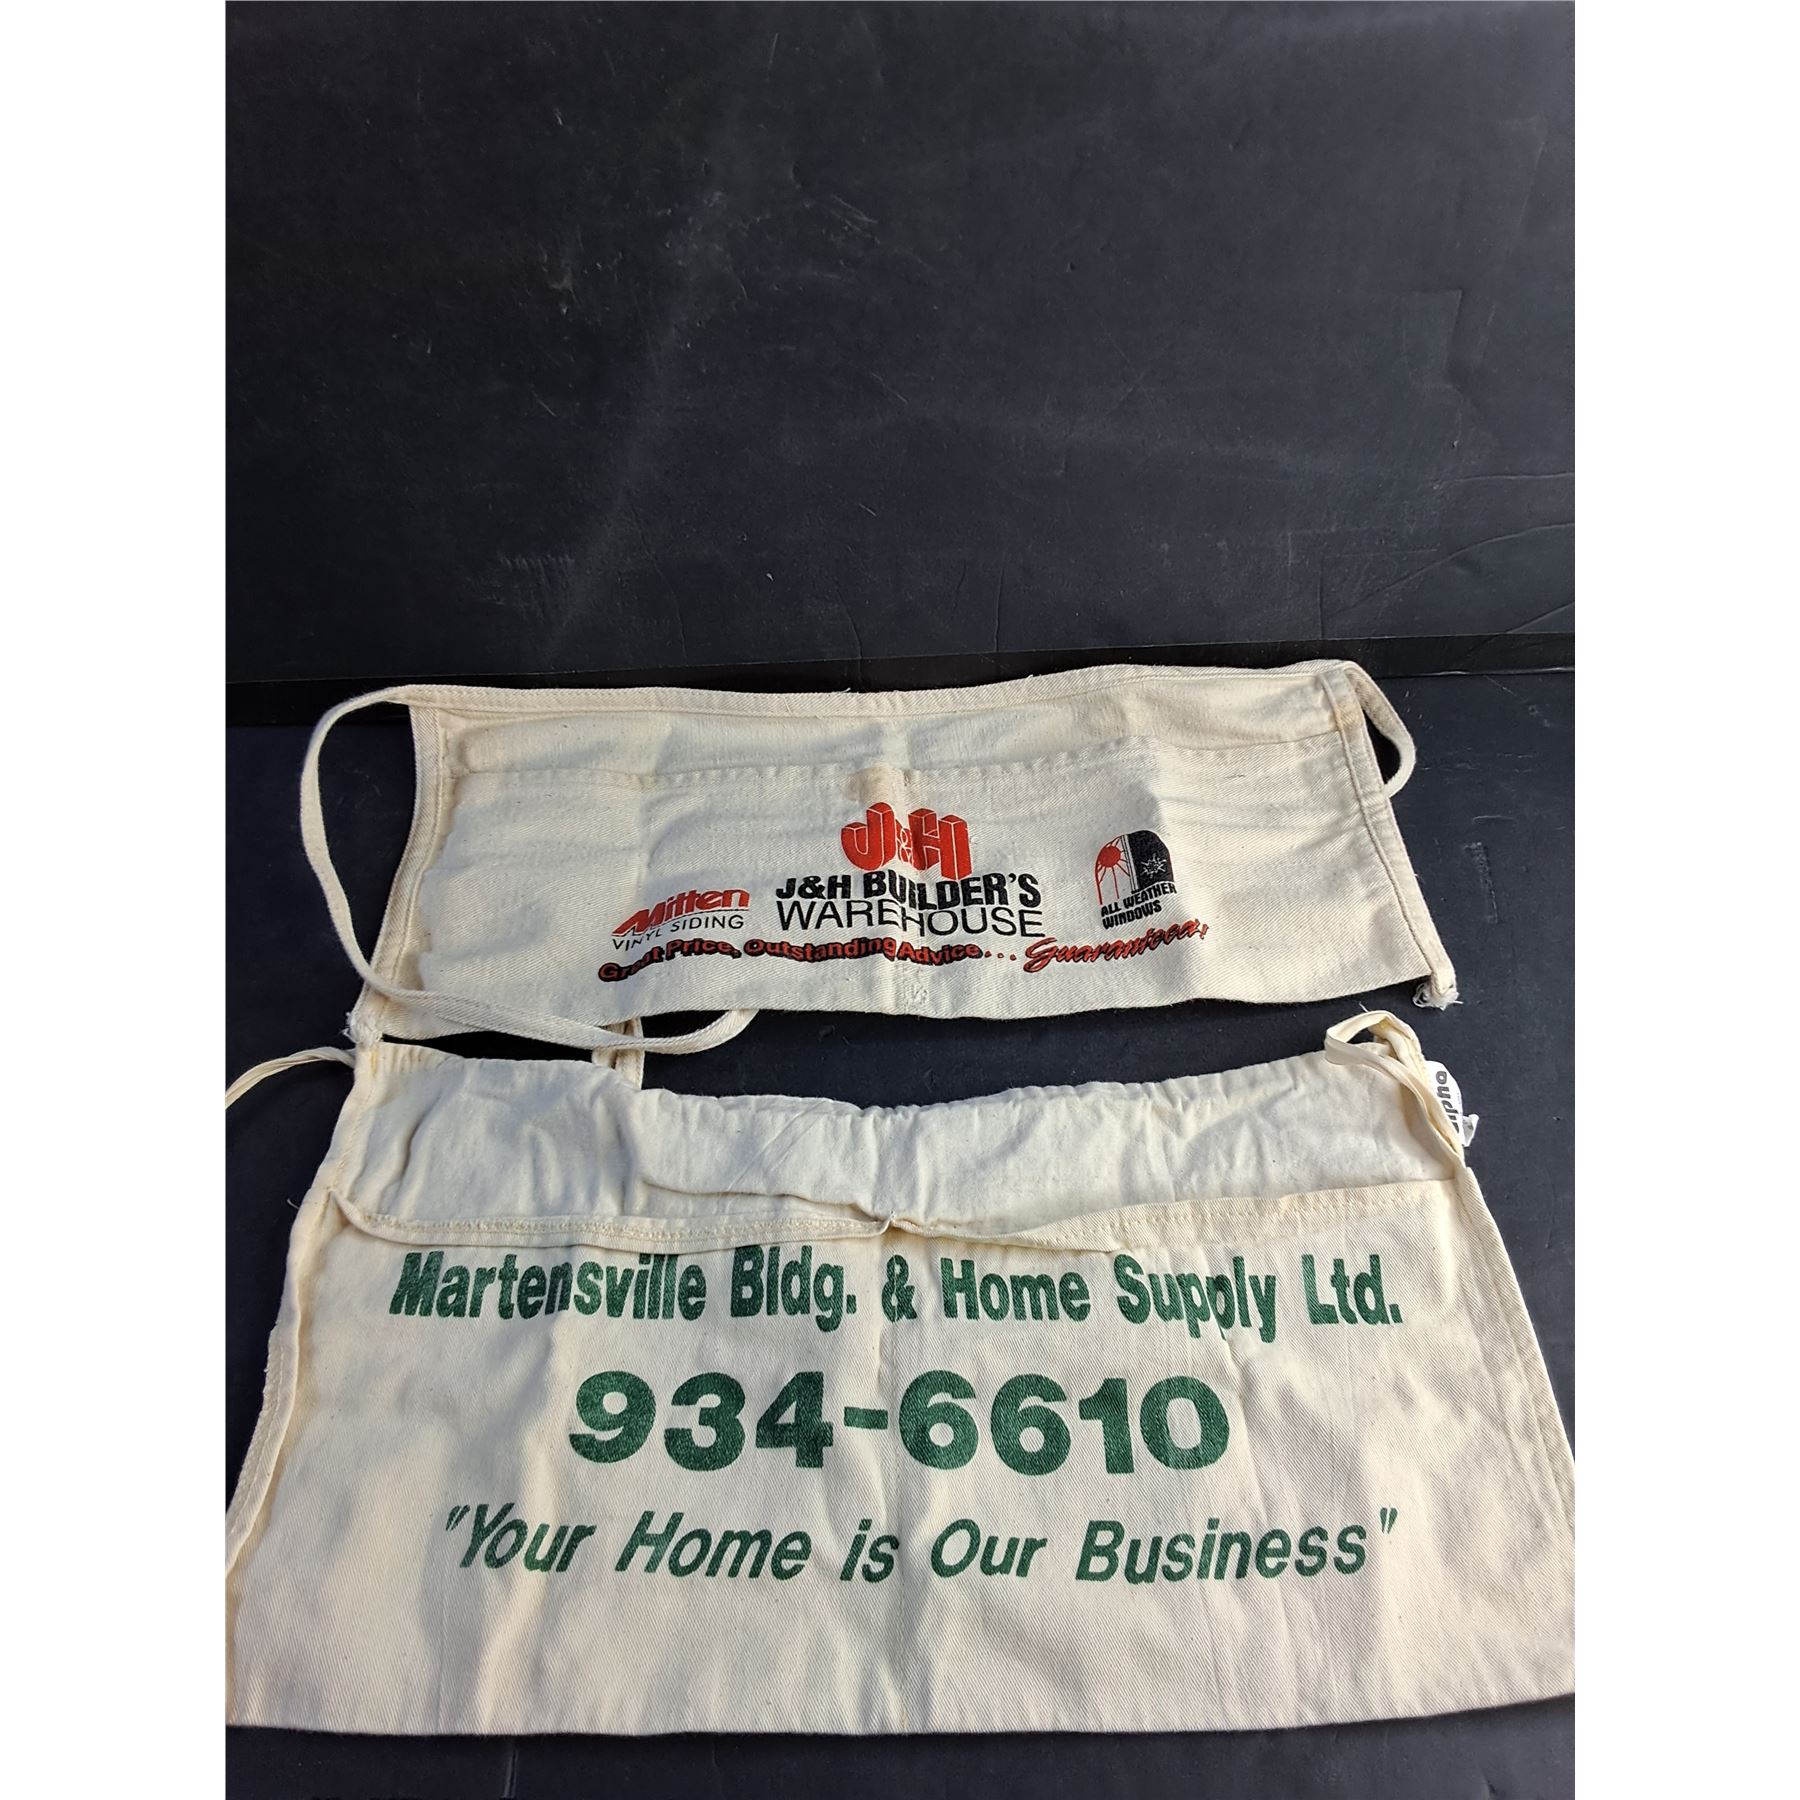 J&H
J&H BUILDER'S
WAREHOUSE
Mitten
VINYL SIDING
ALL WEATHER
WINDOWS
Great Price, Outstanding Advice... Guaranteed!
Martensville Bldg. & Home Supply Ltd.
934-6610
"Your Home is Our Business"